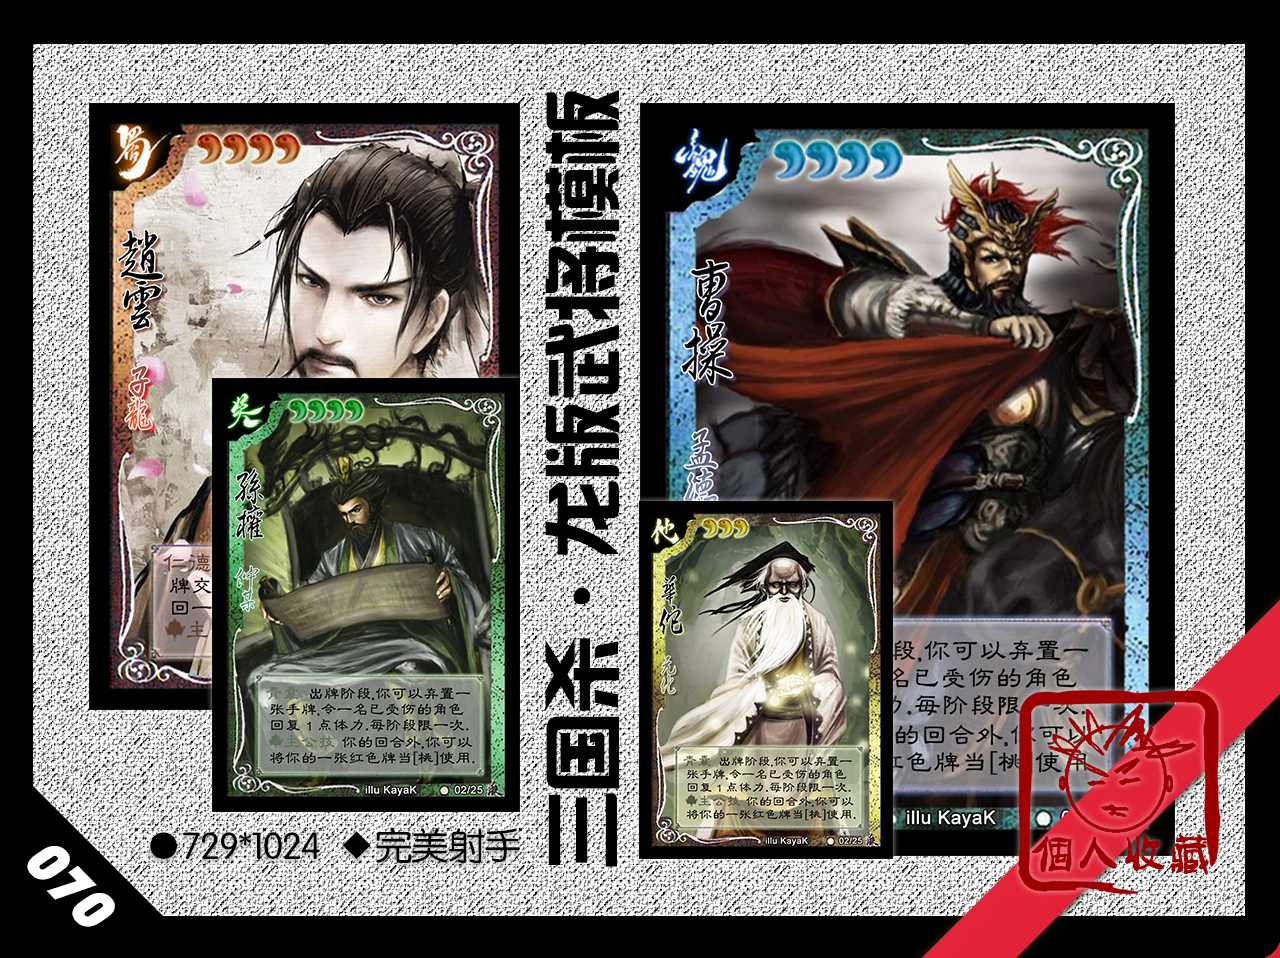 蜀
趙雲
子龍
仁德
牌交
回一
主
吴
孫權
仲某
青囊 出牌阶段,你可以弃置一
张手牌,令一名已受伤的角色
回复1点体力.每阶段限一次.
主公技 你的回合外,你可以
将你的一张红色牌当[桃]使用.
illu KayaK
02/25
三国杀·龙版武将模板
魏
曹操
孟德
段,你可以弃置一
名已受伤的角色
力.每阶段限一次.
的回合外,你可以
红色牌当[桃]使用
illu KayaK
他
華佗
元化
青囊 出牌阶段,你可以弃置一
张手牌,令一名已受伤的角色
回复1点体力.每阶段限一次.
主公技 你的回合外,你可以
将你的一张红色牌当[桃]使用.
illu KayaK
02/25
●729*1024 ◆完美射手
070
個人收藏